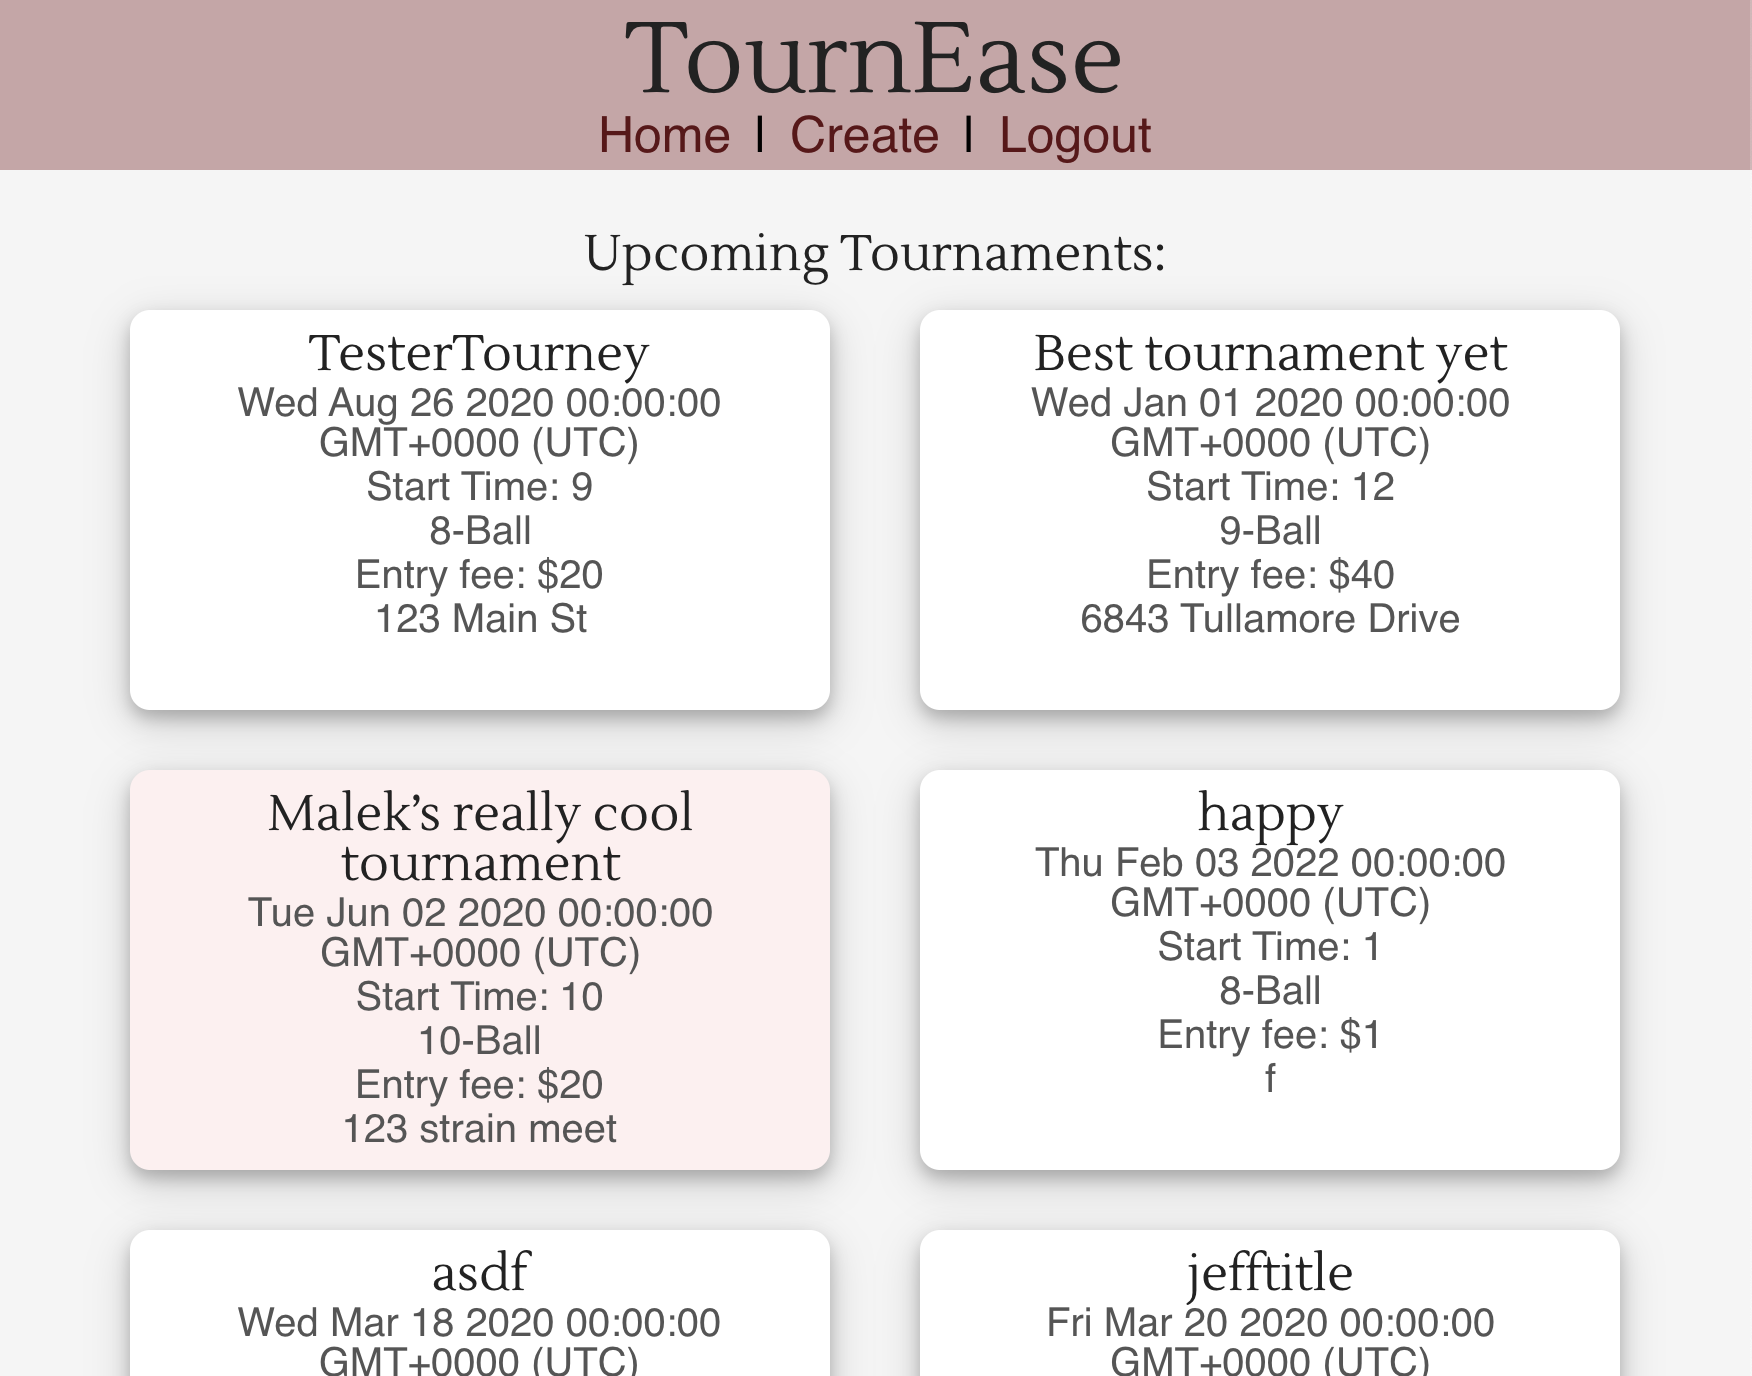 TournEase
Home | Create | Logout
Upcoming Tournaments:
TesterTourney
Wed Aug 26 2020 00:00:00
GMT+0000 (UTC)
Start Time: 9
8-Ball
Entry fee: $20
123 Main St
Best tournament yet
Wed Jan 01 2020 00:00:00
GMT+0000 (UTC)
Start Time: 12
9-Ball
Entry fee: $40
6843 Tullamore Drive
Malek’s really cool
tournament
Tue Jun 02 2020 00:00:00
GMT+0000 (UTC)
Start Time: 10
10-Ball
Entry fee: $20
123 strain meet
happy
Thu Feb 03 2022 00:00:00
GMT+0000 (UTC)
Start Time: 1
8-Ball
Entry fee: $1
f
asdf
Wed Mar 18 2020 00:00:00
GMT+0000 (UTC)
jefftitle
Fri Mar 20 2020 00:00:00
GMT+0000 (UTC)